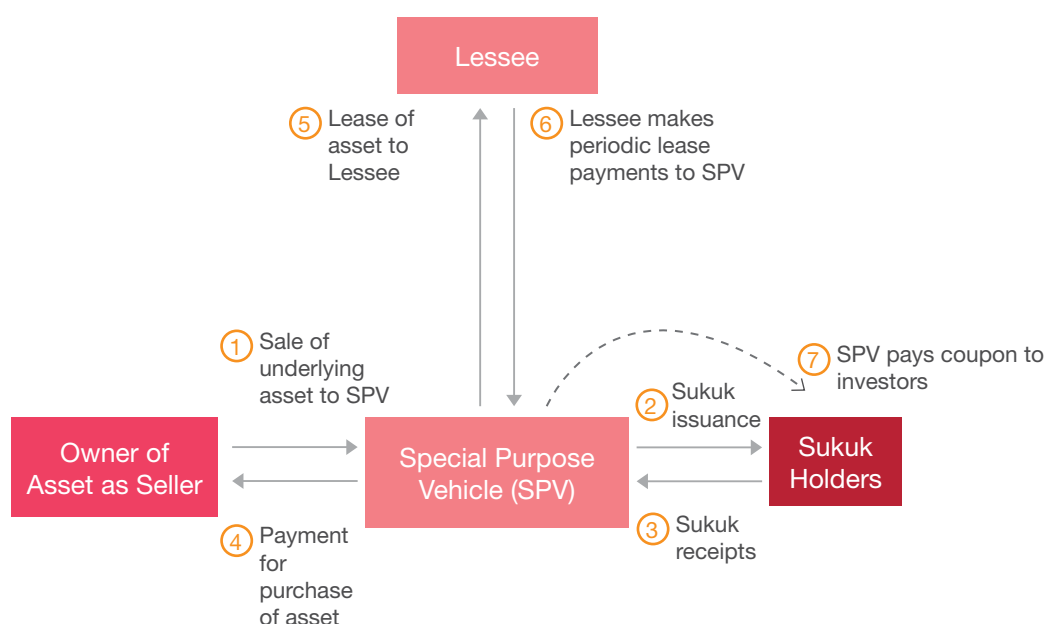 Lessee
5 Lease of
asset to
Lessee
6 Lessee makes
periodic lease
payments to SPV
1 Sale of
underlying
asset to SPV
7 SPV pays coupon to
investors
2 Sukuk
issuance
Owner of
Asset as Seller
Special Purpose
Vehicle (SPV)
Sukuk
Holders
4 Payment
for
purchase
of asset
3 Sukuk
receipts